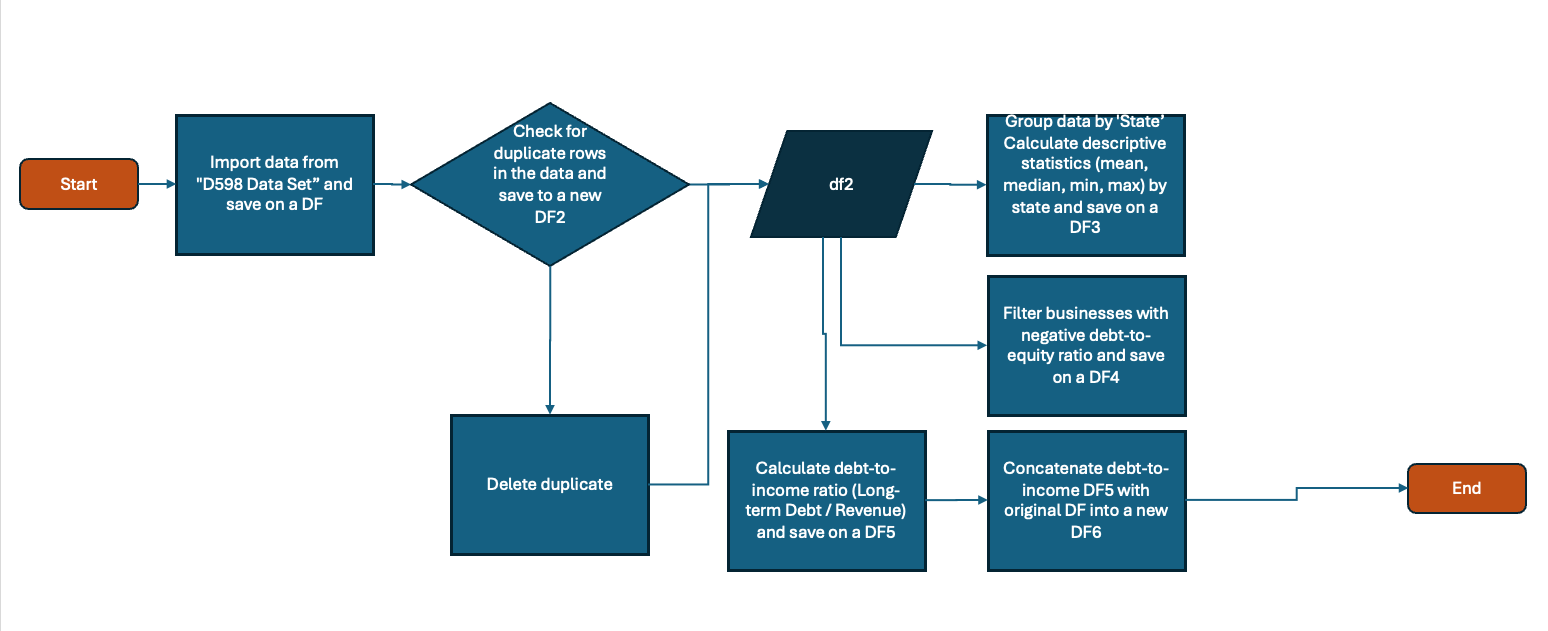 Start
Import data from
"D598 Data Set” and
save on a DF
Check for
duplicate rows
in the data and
save to a new
DF2
df2
Group data by 'State’
Calculate descriptive
statistics (mean,
median, min, max) by
state and save on a
DF3
Filter businesses with
negative debt-to-
equity ratio and save
on a DF4
Delete duplicate
Calculate debt-to-
income ratio (Long-
term Debt / Revenue)
and save on a DF5
Concatenate debt-to-
income DF5 with
original DF into a new
DF6
End